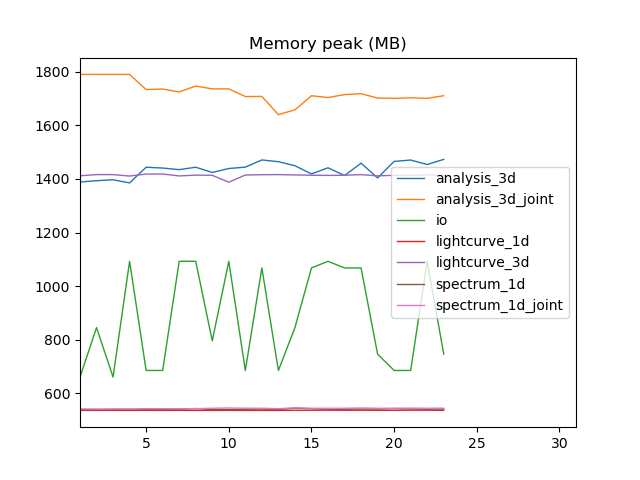 Memory peak (MB)
1800
1600
1400
1200
1000
800
600
analysis_3d
analysis_3d_joint
io
lightcurve_1d
lightcurve_3d
spectrum_1d
spectrum_1d_joint
5 10 15 20 25 30